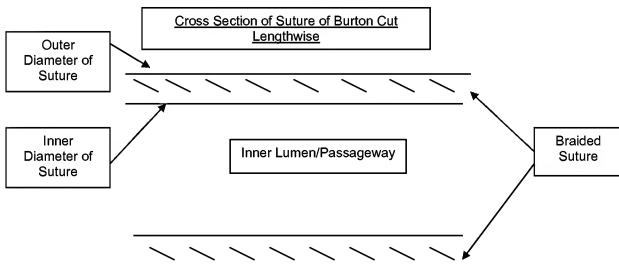 Cross Section of Suture of Burton Cut
Lengthwise
Outer
Diameter of
Suture
Inner
Diameter of
Suture
Inner Lumen/Passageway
Braided
Suture